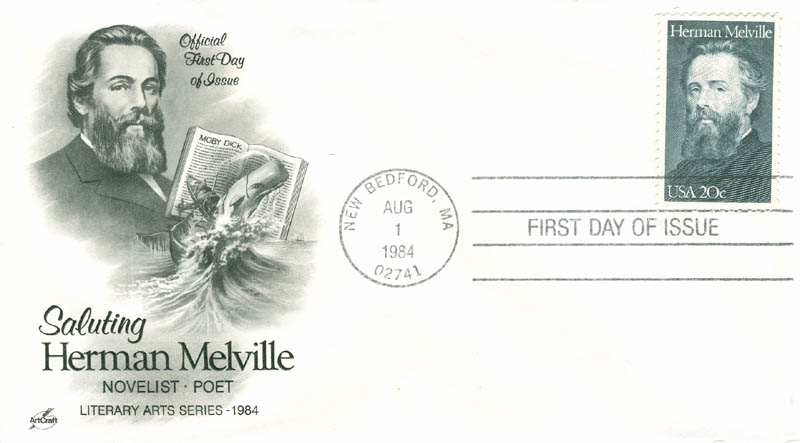 Official
First Day
of Issue
MOBY DICK
Saluting
Herman Melville
NOVELIST · POET
LITERARY ARTS SERIES - 1984
ArtCraft
NEW BEDFORD, MA
AUG
1
1984
02741
Herman Melville
USA 20c
FIRST DAY OF ISSUE